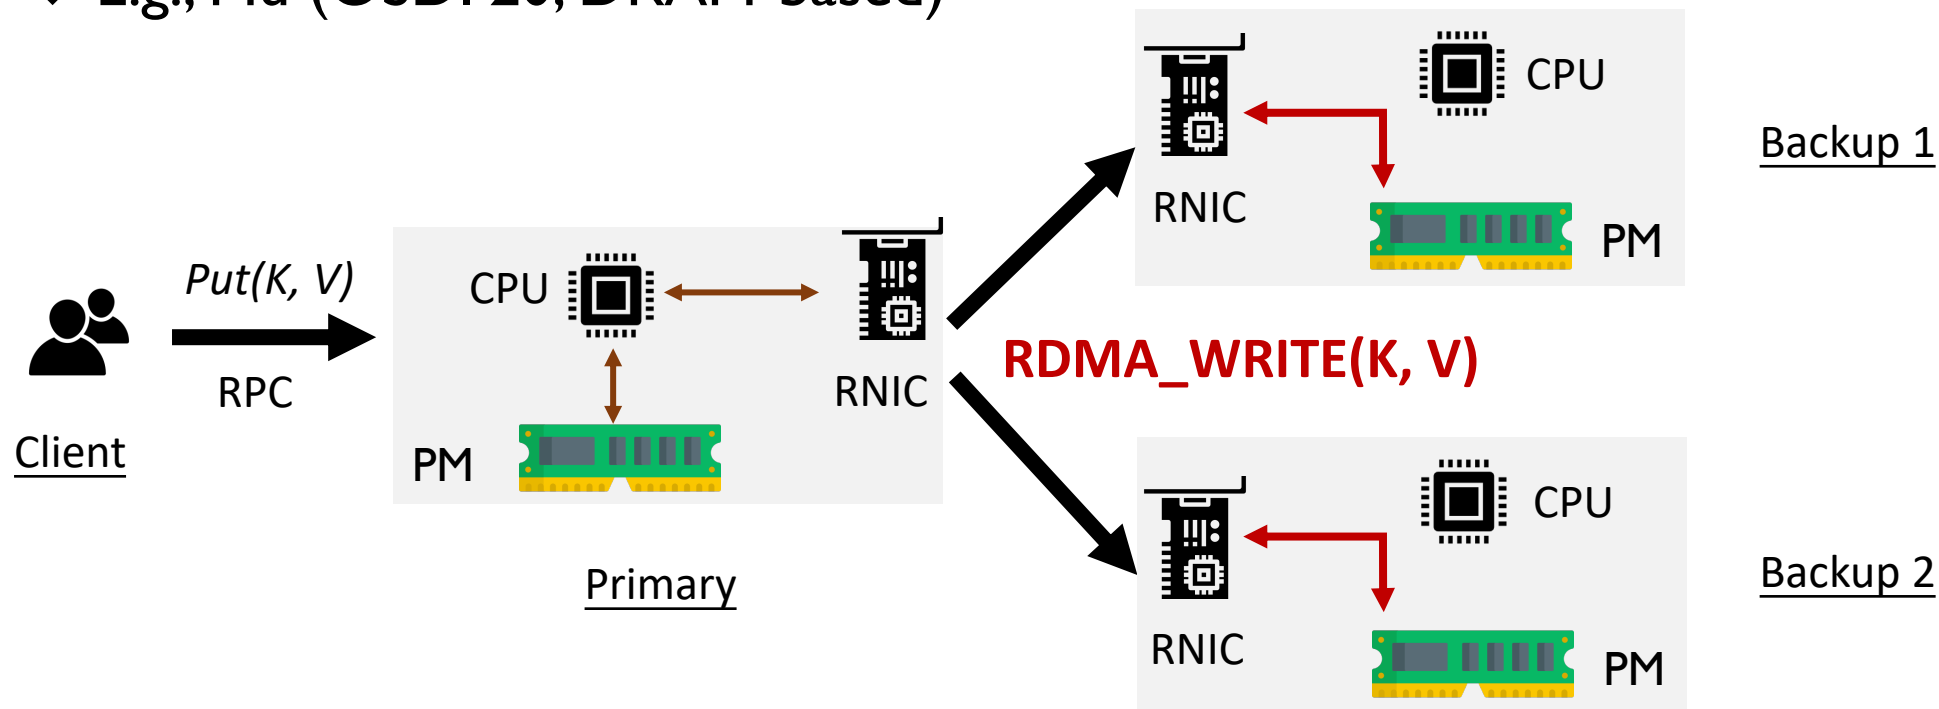 CPU
Backup 1
RNIC
PM
Put(K, V)
RPC
Client
CPU
RNIC
PM
Primary
RDMA_WRITE(K, V)
CPU
Backup 2
RNIC
PM